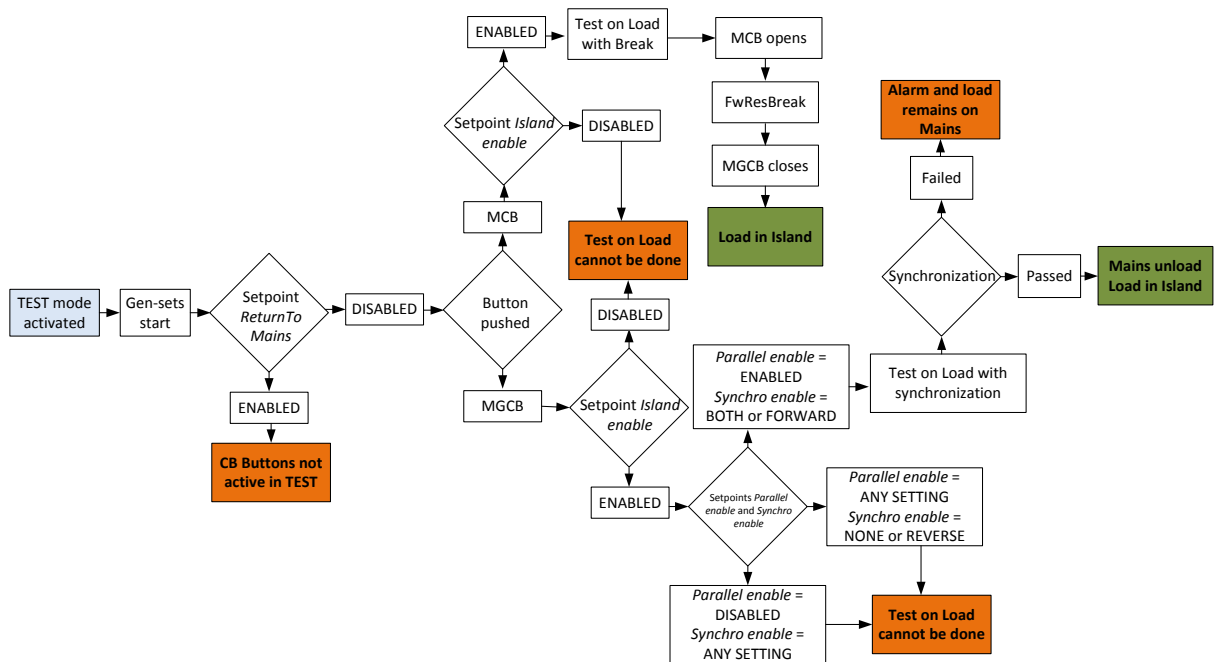 TEST mode
activated
Gen-sets
start
Setpoint
ReturnTo
Mains
ENABLED
CB Buttons not
active in TEST
DISABLED
Button
pushed
MCB
Setpoint Island
enable
ENABLED
Test on Load
with Break
MCB opens
FwResBreak
MGCB closes
Load in Island
DISABLED
Test on Load
cannot be done
DISABLED
MGCB
Setpoint Island
enable
ENABLED
Setpoints Parallel
enable and Synchro
enable
Parallel enable =
ENABLED
Synchro enable =
BOTH or FORWARD
Test on Load with
synchronization
Synchronization
Failed
Alarm and load
remains on
Mains
Passed
Mains unload
Load in Island
Parallel enable =
ANY SETTING
Synchro enable =
NONE or REVERSE
Parallel enable =
DISABLED
Synchro enable =
ANY SETTING
Test on Load
cannot be done